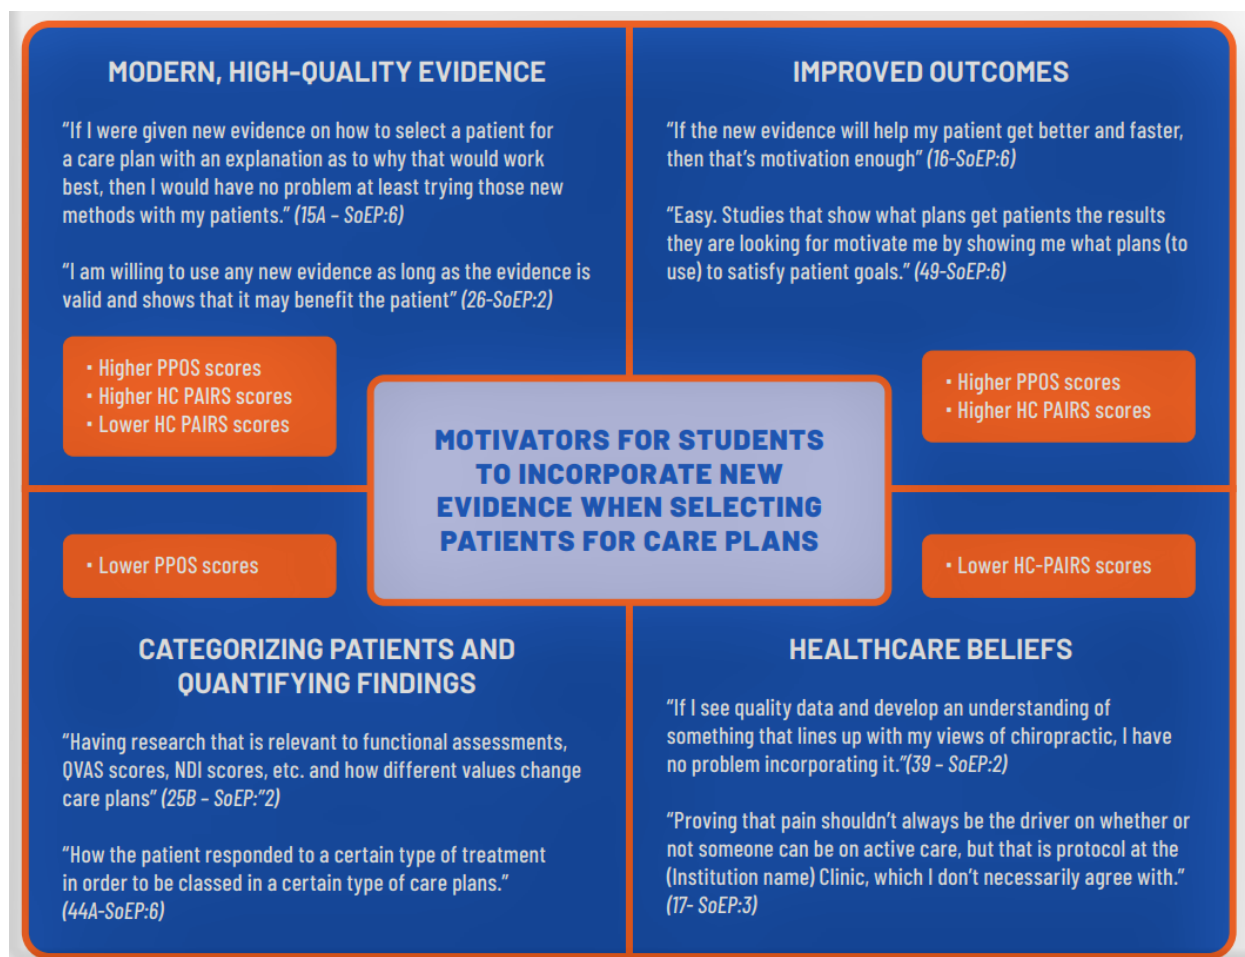 MODERN, HIGH-QUALITY EVIDENCE
“If I were given new evidence on how to select a patient for
a care plan with an explanation as to why that would work
best, then I would have no problem at least trying those new
methods with my patients.” (15A – SoEP:6)
“I am willing to use any new evidence as long as the evidence is
valid and shows that it may benefit the patient” (26-SoEP:2)
• Higher PPOS scores
• Higher HC PAIRS scores
• Lower HC PAIRS scores
IMPROVED OUTCOMES
“If the new evidence will help my patient get better and faster,
then that’s motivation enough” (16-SoEP:6)
“Easy. Studies that show what plans get patients the results
they are looking for motivate me by showing me what plans (to
use) to satisfy patient goals.” (49-SoEP:6)
• Higher PPOS scores
• Higher HC PAIRS scores
MOTIVATORS FOR STUDENTS
TO INCORPORATE NEW
EVIDENCE WHEN SELECTING
PATIENTS FOR CARE PLANS
• Lower PPOS scores
CATEGORIZING PATIENTS AND
QUANTIFYING FINDINGS
“Having research that is relevant to functional assessments,
QVAS scores, NDI scores, etc. and how different values change
care plans” (25B – SoEP:”2)
“How the patient responded to a certain type of treatment
in order to be classed in a certain type of care plans.”
(44A-SoEP:6)
• Lower HC-PAIRS scores
HEALTHCARE BELIEFS
“If I see quality data and develop an understanding of
something that lines up with my views of chiropractic, I have
no problem incorporating it.”(39 – SoEP:2)
“Proving that pain shouldn’t always be the driver on whether or
not someone can be on active care, but that is protocol at the
(Institution name) Clinic, which I don’t necessarily agree with.”
(17- SoEP:3)